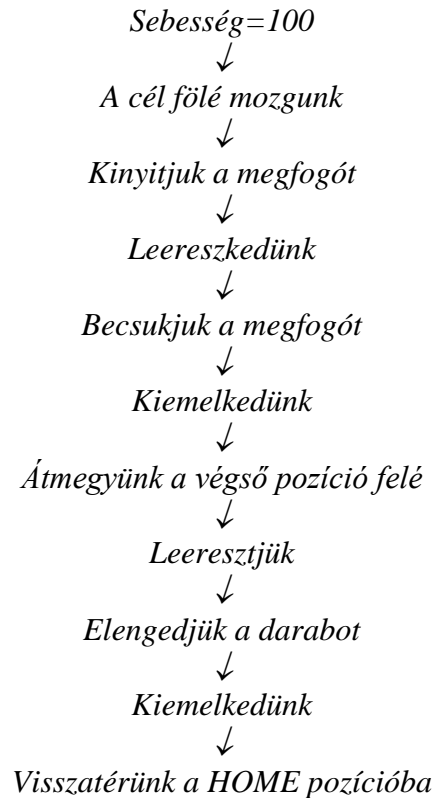 Sebesség=100
↓
A cél fölé mozgunk
↓
Kinyitjuk a megfogót
↓
Leereszkedünk
↓
Becsukjuk a megfogót
↓
Kiemelkedünk
↓
Átmegyünk a végső pozíció felé
↓
Leeresztjük
↓
Elengedjük a darabot
↓
Kiemelkedünk
↓
Visszatérünk a HOME pozícióba